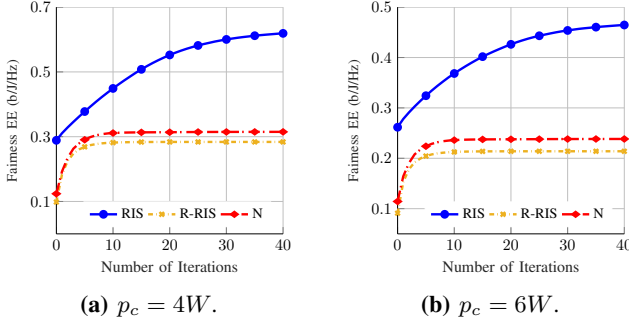 0.7
0.5
0.3
0.1
Fairness EE (b/J/Hz)
0 10 20 30 40
Number of Iterations
RIS R-RIS N
(a) p_c = 4W.
0.5
0.4
0.3
0.2
0.1
Fairness EE (b/J/Hz)
0 10 20 30 40
Number of Iterations
RIS R-RIS N
(b) p_c = 6W.